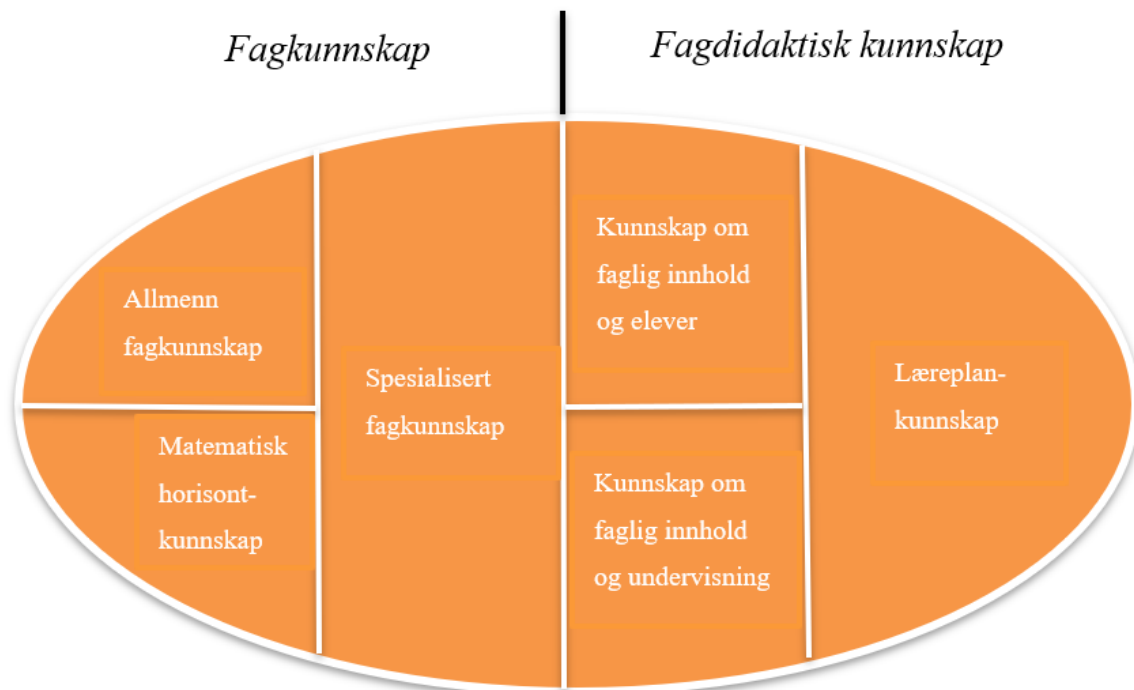 Fagkunnskap
Fagdidaktisk kunnskap
Allmenn
fagkunnskap
Matematisk
horisont-
kunnskap
Spesialisert
fagkunnskap
Kunnskap om
faglig innhold
og elever
Kunnskap om
faglig innhold
og undervisning
Læreplan-
kunnskap